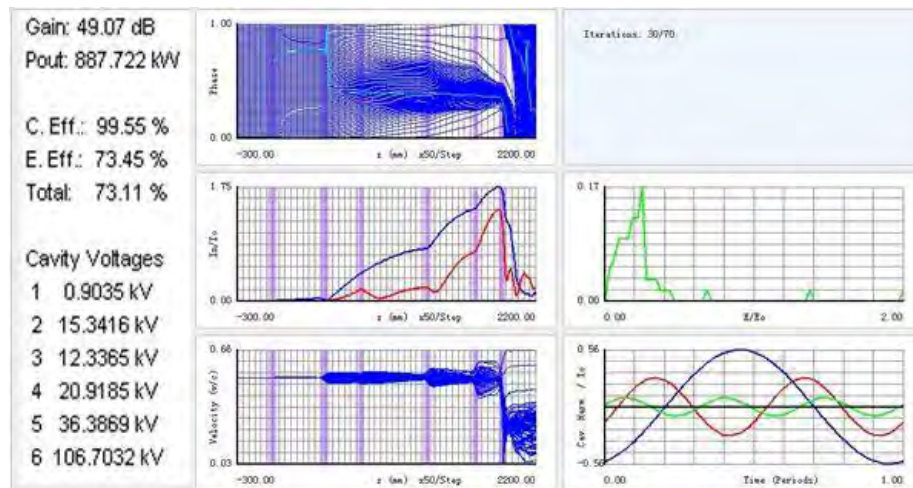 Gain: 49.07 dB
Pout: 887.722 kW
C. Eff.: 99.55 %
E. Eff.: 73.45 %
Total: 73.11 %
Cavity Voltages
1 0.9035 kV
2 15.3416 kV
3 12.3365 kV
4 20.9185 kV
5 36.3869 kV
6 106.7032 kV
1.00
Phase
0.00
-300.00 z (mm) x50/Step 2200.00
Iterations: 30/70
1.75
In/Io
0.00
-300.00 z (mm) x50/Step 2200.00
0.17
0.00
0.00 E/Eo 2.00
0.66
Velocity (v/c)
0.03
-300.00 z (mm) x50/Step 2200.00
0.56
Cav. Harm / Ic
-0.56
0.00 Time (Periods) 1.00